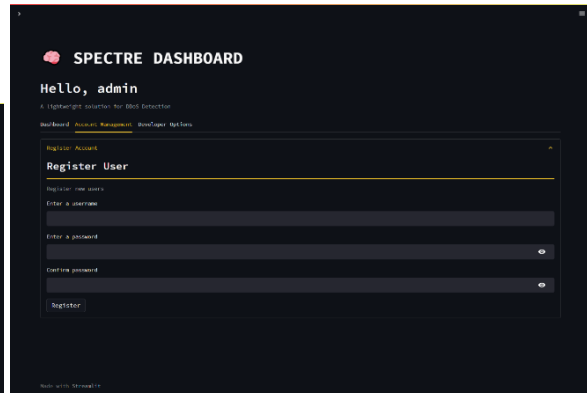 SPECTRE DASHBOARD
Hello, admin
A lightweight solution for DDoS Detection
Dashboard Account Management Developer Options
Register Account
Register User
Register new users
Enter a username
Enter a password
Confirm password
Register
Made with Streamlit